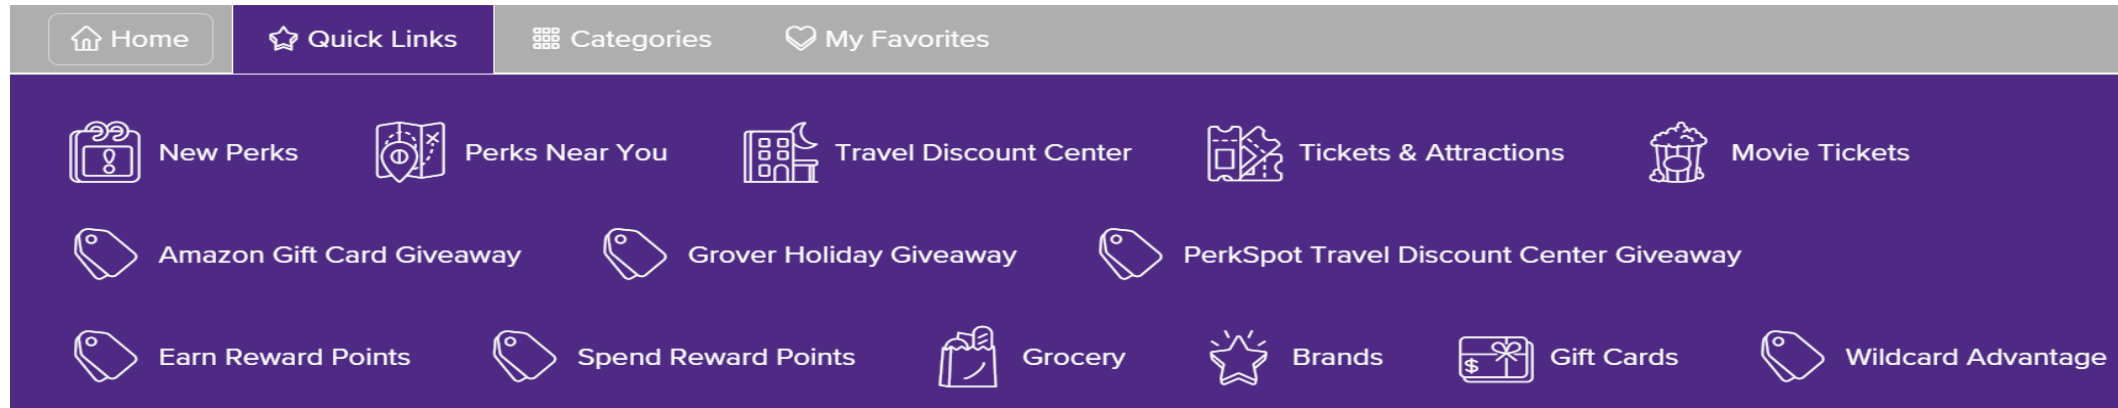 Home Quick Links Categories My Favorites
New Perks Perks Near You Travel Discount Center Tickets & Attractions Movie Tickets
Amazon Gift Card Giveaway Grover Holiday Giveaway PerkSpot Travel Discount Center Giveaway
Earn Reward Points Spend Reward Points Grocery Brands $ Gift Cards Wildcard Advantage